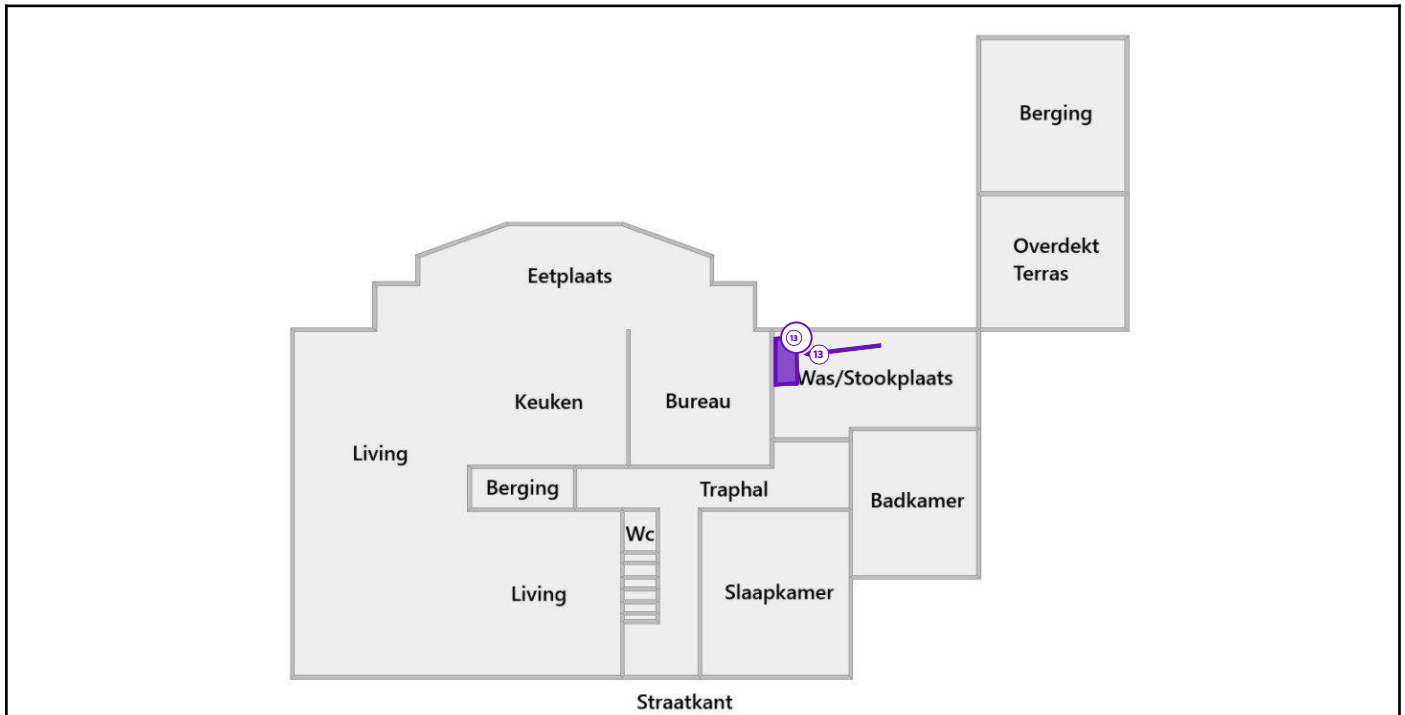 Berging
Overdekt
Terras
Eetplaats
13
13
Was/Stookplaats
Keuken
Bureau
Living
Berging
Traphal
Badkamer
Wc
Living
Slaapkamer
Straatkant